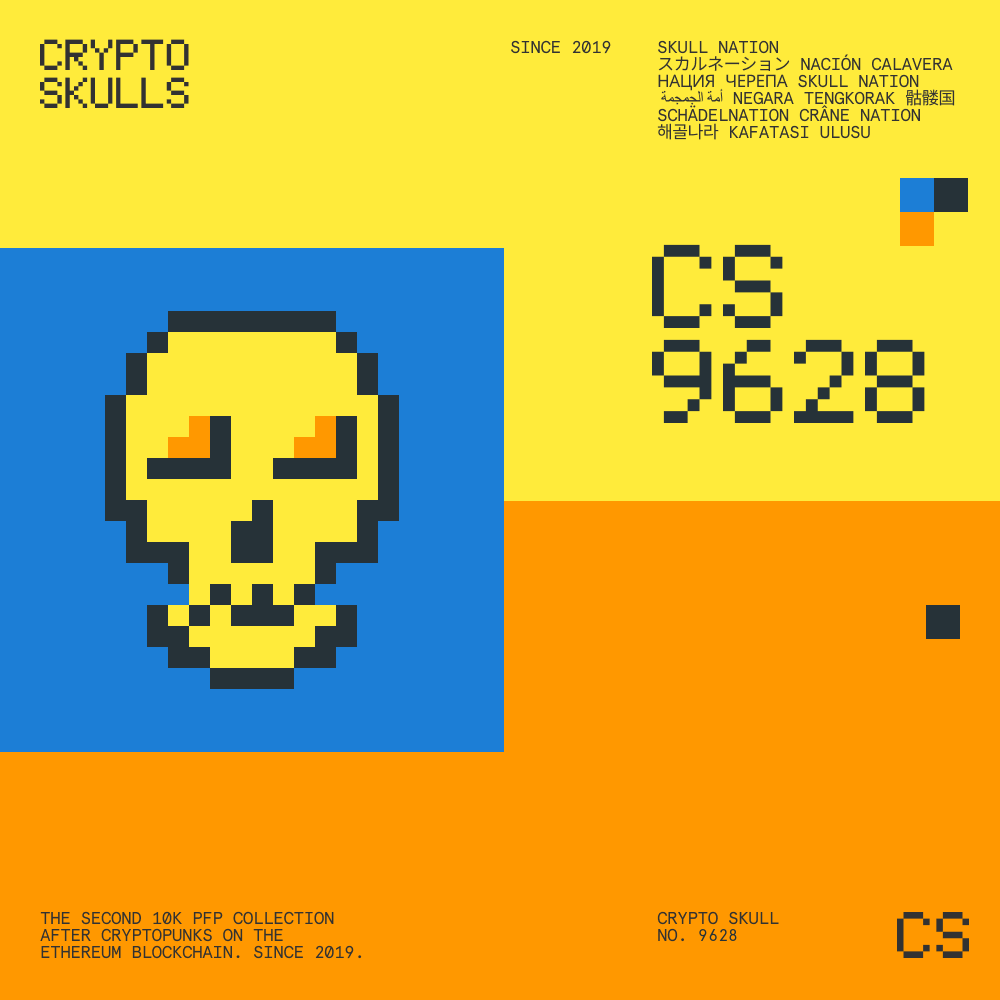 CRYPTO
SKULLS
SINCE 2019
SKULL NATION
スカルネーション NACIÓN CALAVERA
НАЦИЯ ЧЕРЕПА SKULL NATION
أمة الجمجمة NEGARA TENGKORAK 骷髅国
SCHÄDELNATION CRÂNE NATION
해골나라 KAFATASI ULUSU
CS
9628
THE SECOND 10K PFP COLLECTION
AFTER CRYPTOPUNKS ON THE
ETHEREUM BLOCKCHAIN. SINCE 2019.
CRYPTO SKULL
NO. 9628
CS